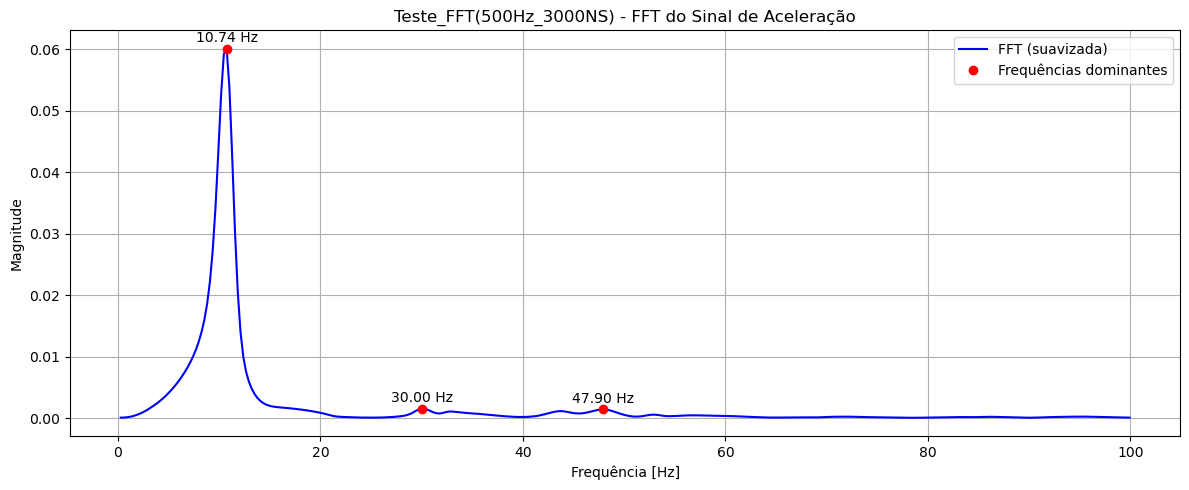 Teste_FFT(500Hz_3000NS) - FFT do Sinal de Aceleração
10.74 Hz
FFT (suavizada)
Frequências dominantes
0.06
0.05
0.04
0.03
0.02
0.01
0.00
Magnitude
30.00 Hz
47.90 Hz
0
20
40
60
80
100
Frequência [Hz]